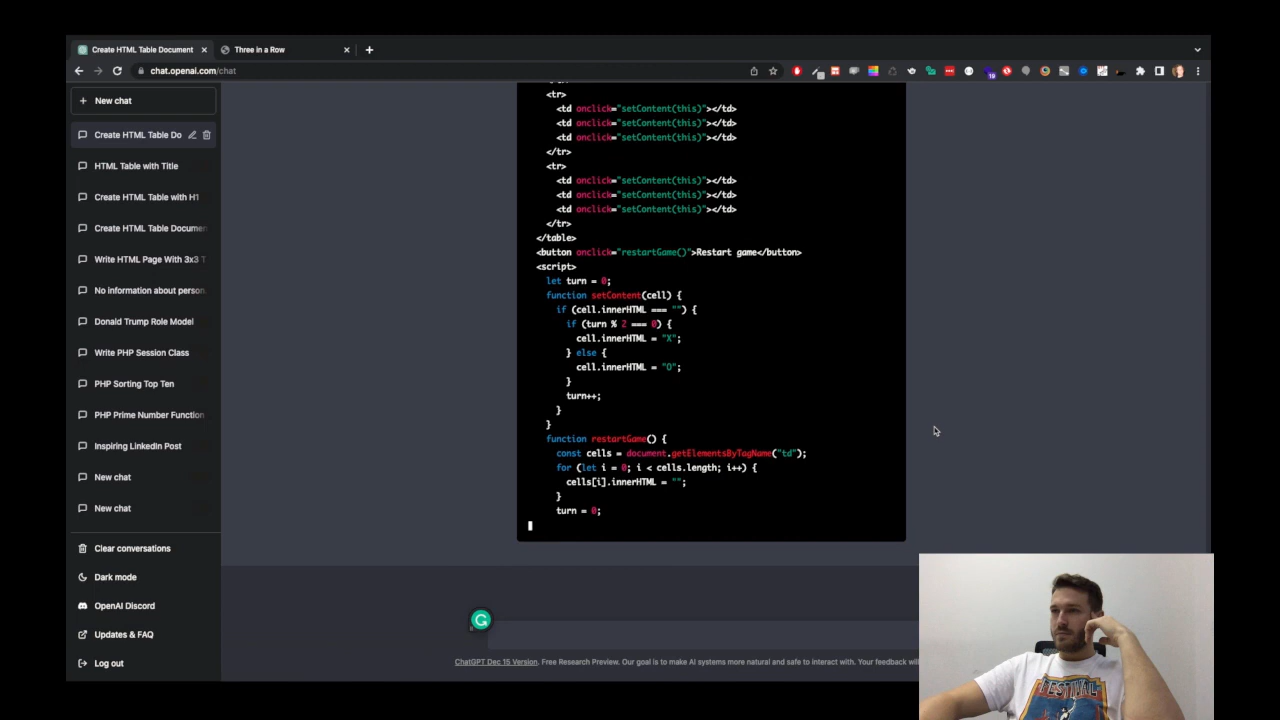 Create HTML Table Document
Three in a Row
chat.openai.com/chat
New chat
Create HTML Table Do
HTML Table with Title
Create HTML Table with H1
Create HTML Table Documen
Write HTML Page With 3x3 T
No information about person
Donald Trump Role Model
Write PHP Session Class
PHP Sorting Top Ten
PHP Prime Number Function
Inspiring LinkedIn Post
New chat
New chat
Clear conversations
Dark mode
OpenAI Discord
Updates & FAQ
Log out
<tr>
<td onclick="setContent(this)"></td>
<td onclick="setContent(this)"></td>
<td onclick="setContent(this)"></td>
</tr>
<tr>
<td onclick="setContent(this)"></td>
<td onclick="setContent(this)"></td>
<td onclick="setContent(this)"></td>
</tr>
</table>
<button onclick="restartGame()">Restart game</button>
<script>
let turn = 0;
function setContent(cell) {
if (cell.innerHTML === "") {
if (turn % 2 === 0) {
cell.innerHTML = "X";
} else {
cell.innerHTML = "O";
}
turn++;
}
}
function restartGame() {
const cells = document.getElementsByTagName("td");
for (let i = 0; i < cells.length; i++) {
cells[i].innerHTML = "";
}
turn = 0;
ChatGPT Dec 15 Version. Free Research Preview. Our goal is to make AI systems more natural and safe to interact with. Your feedback wil
FESTIVAL